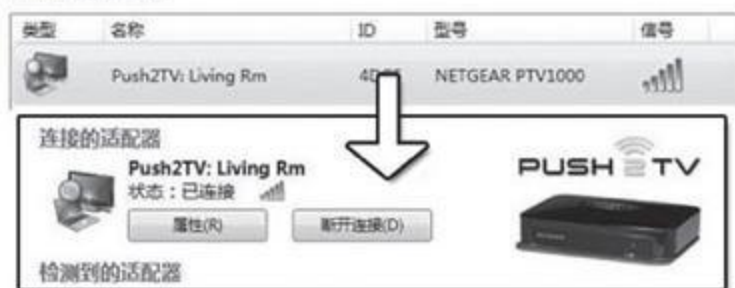 类型 名称 ID 型号 信号
Push2TV: Living Rm NETGEAR PTV1000
连接的适配器
Push2TV: Living Rm
状态：已连接
属性(R) 断开连接(D)
PUSH 2 TV
检测到的适配器